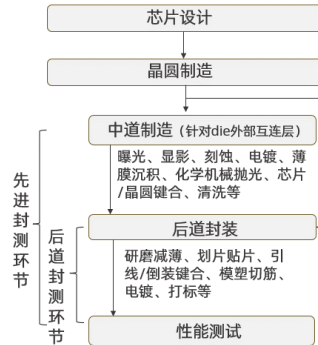 芯片设计
晶圆制造
中道制造（针对die外部互连层）
曝光、显影、刻蚀、电镀、薄
膜沉积、化学机械抛光、芯片
/晶圆键合、清洗等
先进封测环节
后道封测环节
后道封装
研磨减薄、划片贴片、引
线/倒装键合、模塑切筋、
电镀、打标等
性能测试